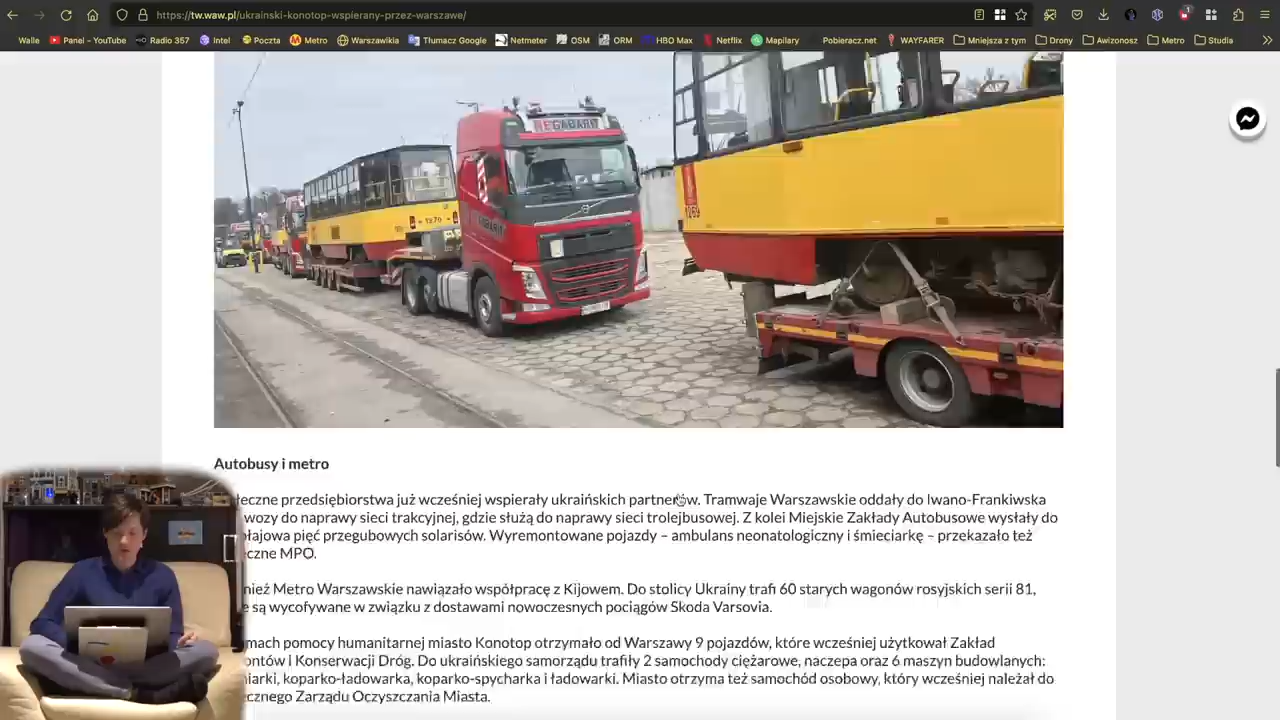 https://tw.waw.pl/ukrainski-konotop-wspierany-przez-warszawe/
Walle Panel - YouTube Radio 357 Intel Poczta Metro Warszawikia Tłumacz Google Netmeter OSM ORM HBO Max Netflix Mapilary Pobieracz.net WAYFARER Mniejsza z tym Drony Awizonosz Metro Studia
EGABARIT
1269
Autobusy i metro
łeczne przedsiębiorstwa już wcześniej wspierały ukraińskich partnerów. Tramwaje Warszawskie oddały do Iwano-Frankiwska
wozy do naprawy sieci trakcyjnej, gdzie służą do naprawy sieci trolejbusowej. Z kolei Miejskie Zakłady Autobusowe wysłały do
ołajowa pięć przegubowych solarisów. Wyremontowane pojazdy – ambulans neonatologiczny i śmieciarkę – przekazało też
eczne MPO.
nież Metro Warszawskie nawiązało współpracę z Kijowem. Do stolicy Ukrainy trafi 60 starych wagonów rosyjskich serii 81,
e są wycofywane w związku z dostawami nowoczesnych pociągów Skoda Varsovia.
mach pomocy humanitarnej miasto Konotop otrzymało od Warszawy 9 pojazdów, które wcześniej użytkował Zakład
ontów i Konserwacji Dróg. Do ukraińskiego samorządu trafiły 2 samochody ciężarowe, naczepa oraz 6 maszyn budowlanych:
niarki, koparko-ładowarka, koparko-spycharka i ładowarki. Miasto otrzyma też samochód osobowy, który wcześniej należał do
ecznego Zarządu Oczyszczania Miasta.